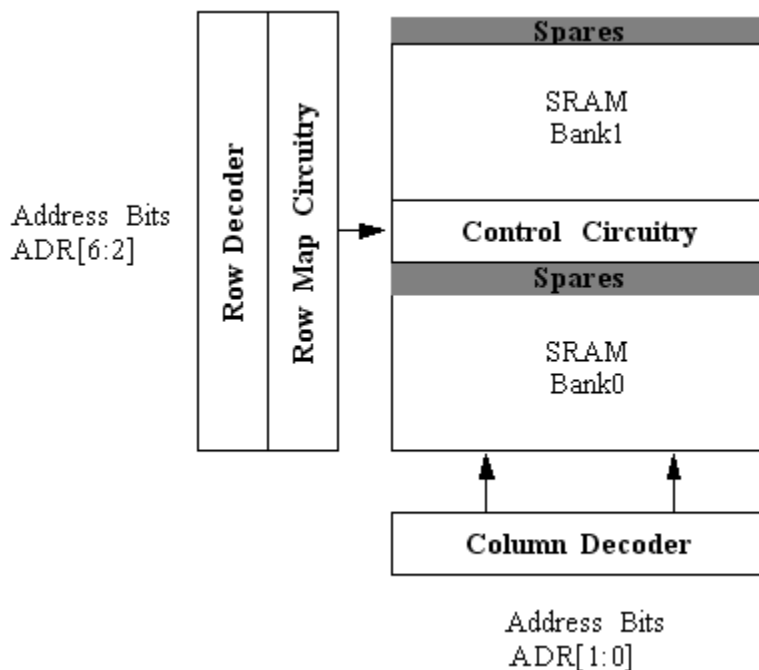 Spares
SRAM
Bank1
Row Decoder
Row Map Circuitry
Address Bits
ADR[6:2]
Control Circuitry
Spares
SRAM
Bank0
Column Decoder
Address Bits
ADR[1:0]